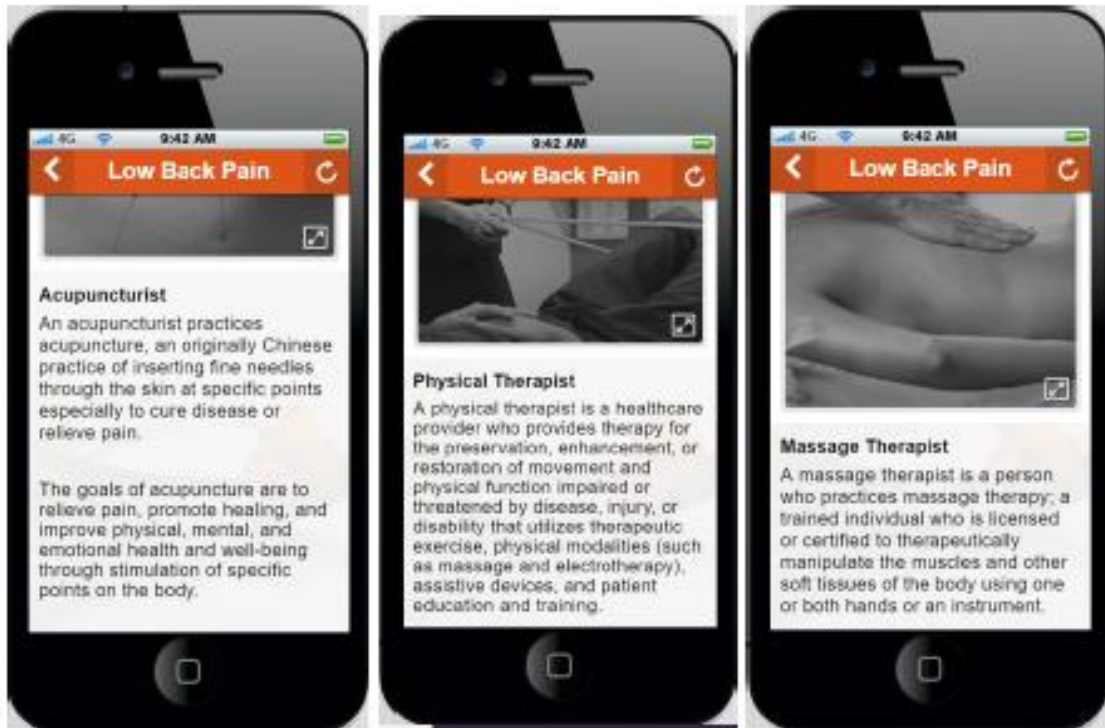 4G 9:42 AM
Low Back Pain
Acupuncturist
An acupuncturist practices
acupuncture, an originally Chinese
practice of inserting fine needles
through the skin at specific points
especially to cure disease or
relieve pain.
The goals of acupuncture are to
relieve pain, promote healing, and
improve physical, mental, and
emotional health and well-being
through stimulation of specific
points on the body.
4G 9:42 AM
Low Back Pain
Physical Therapist
A physical therapist is a healthcare
provider who provides therapy for
the preservation, enhancement, or
restoration of movement and
physical function impaired or
threatened by disease, injury, or
disability that utilizes therapeutic
exercise, physical modalities (such
as massage and electrotherapy),
assistive devices, and patient
education and training.
4G 9:42 AM
Low Back Pain
Massage Therapist
A massage therapist is a person
who practices massage therapy; a
trained individual who is licensed
or certified to therapeutically
manipulate the muscles and other
soft tissues of the body using one
or both hands or an instrument.